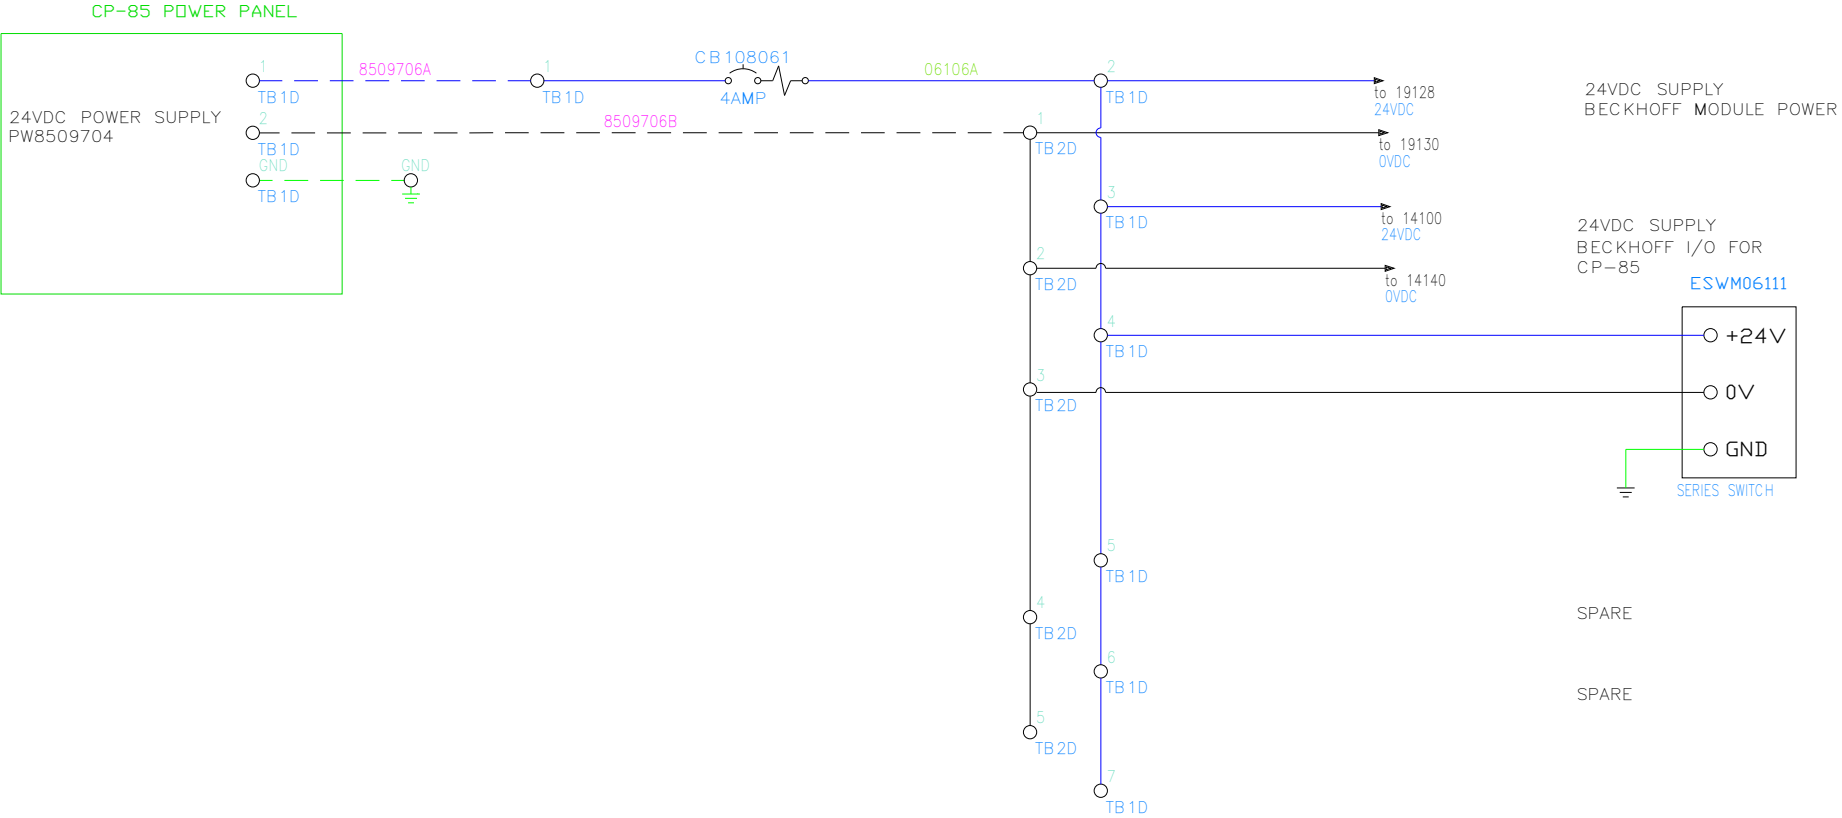 CP-85 POWER PANEL
24VDC POWER SUPPLY
PW8509704
1
TB1D
2
TB1D
GND
TB1D
GND
8509706A
1
TB1D
CB108061
4AMP
06106A
2
TB1D
to 19128
24VDC
24VDC SUPPLY
BECKHOFF MODULE POWER
8509706B
1
TB2D
to 19130
0VDC
3
TB1D
to 14100
24VDC
24VDC SUPPLY
BECKHOFF I/O FOR
CP-85
2
TB2D
to 14140
0VDC
ESWM06111
4
TB1D
+24V
3
TB2D
0V
GND
SERIES SWITCH
5
TB1D
4
TB2D
SPARE
6
TB1D
SPARE
5
TB2D
7
TB1D